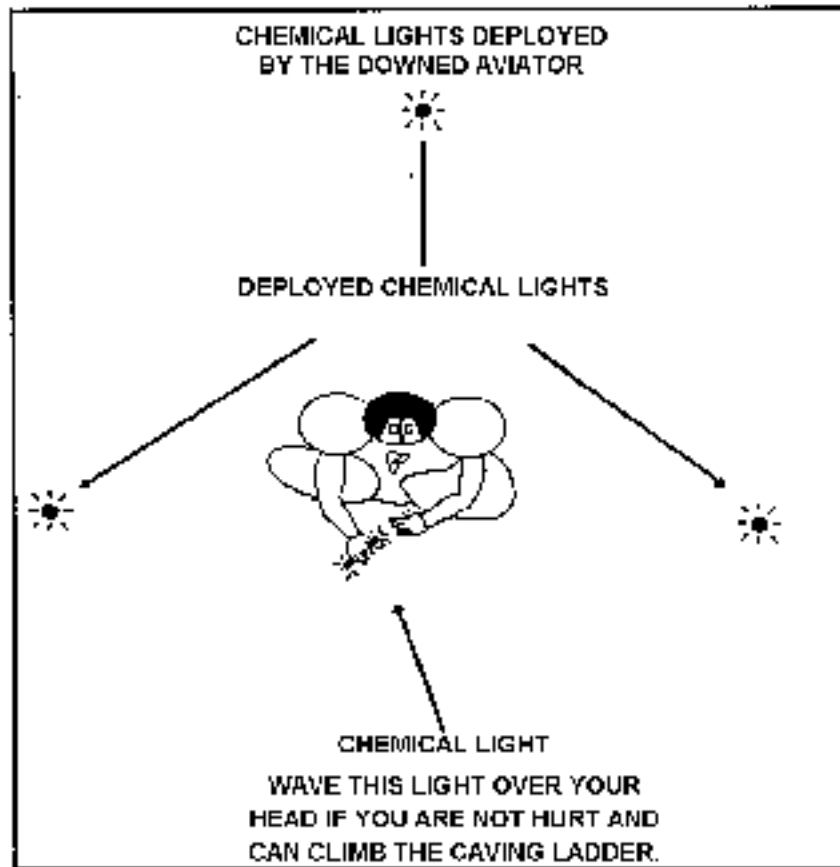 CHEMICAL LIGHTS DEPLOYED
BY THE DOWNED AVIATOR
DEPLOYED CHEMICAL LIGHTS
CHEMICAL LIGHT
WAVE THIS LIGHT OVER YOUR
HEAD IF YOU ARE NOT HURT AND
CAN CLIMB THE CAVING LADDER.